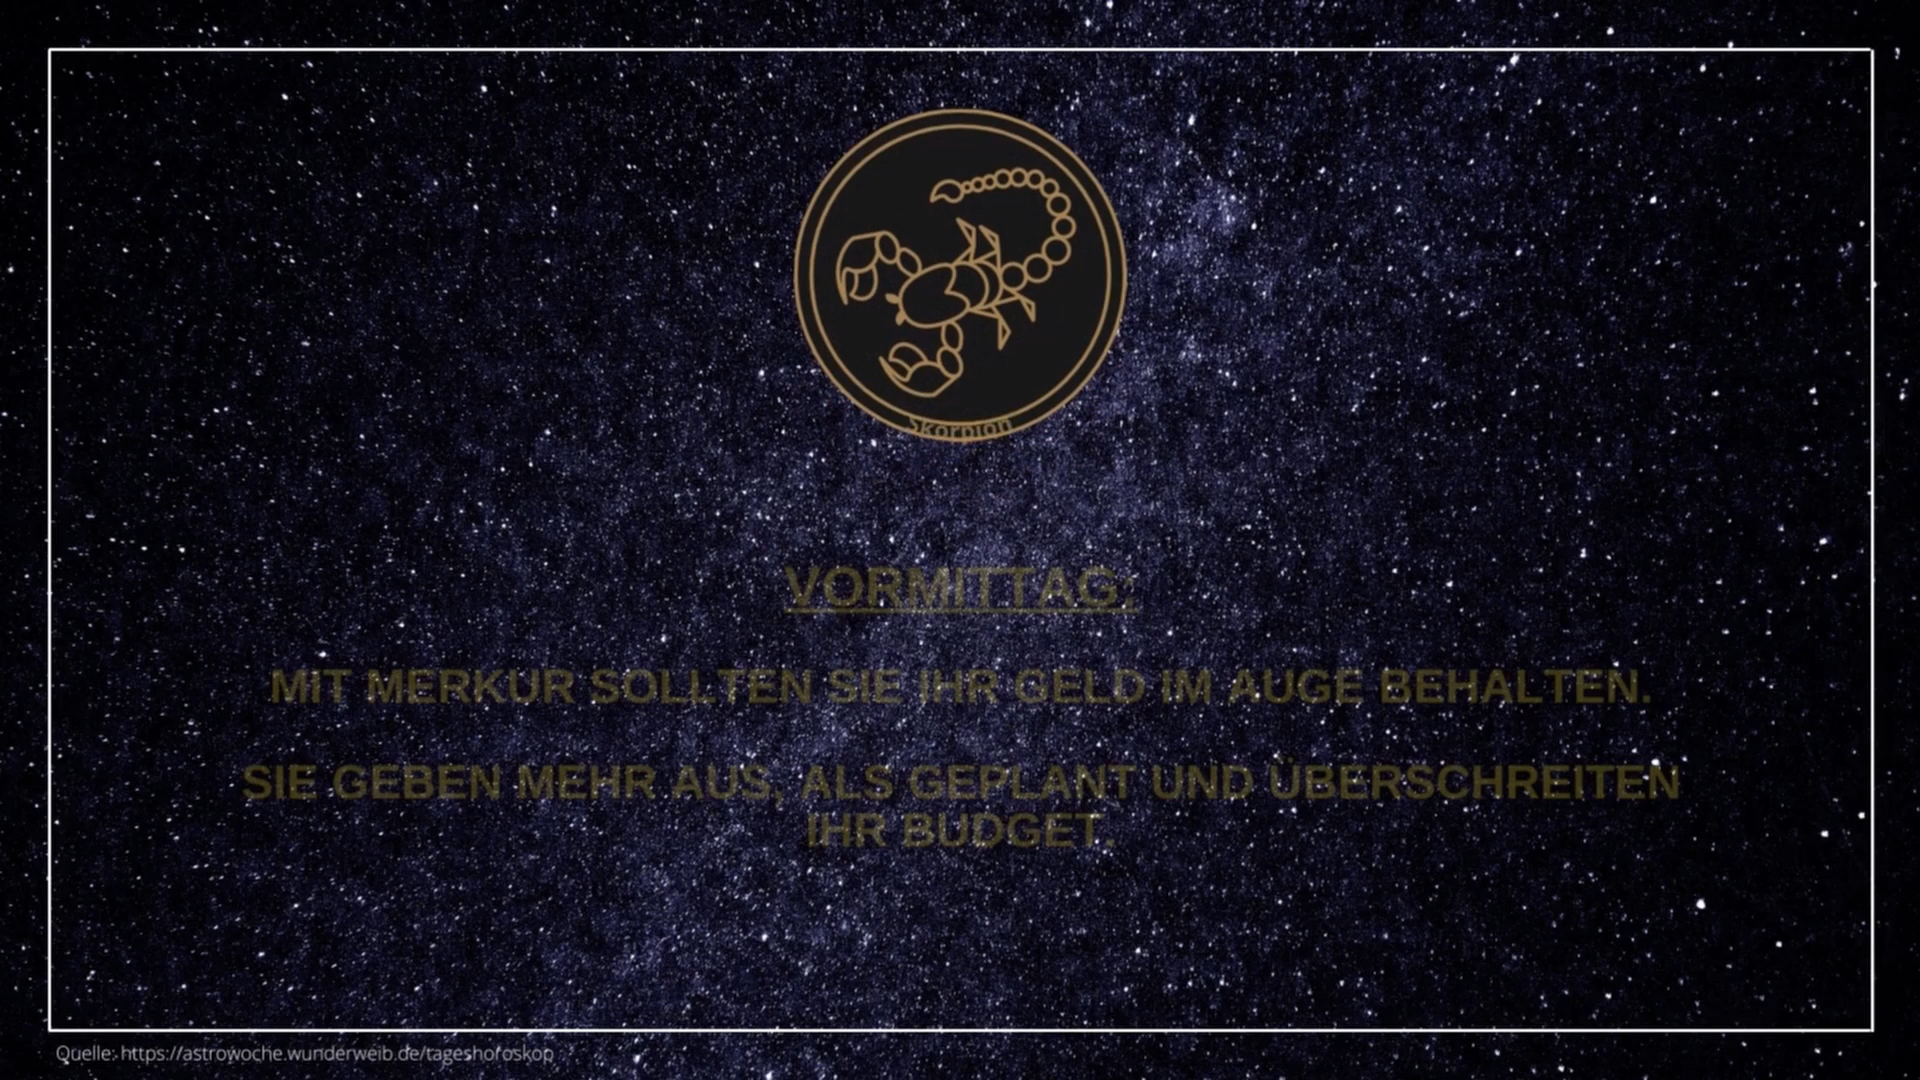 Skorpion
VORMITTAG:
MIT MERKUR SOLLTEN SIE IHR GELD IM AUGE BEHALTEN.
SIE GEBEN MEHR AUS, ALS GEPLANT UND ÜBERSCHREITEN
IHR BUDGET.
Quelle: https://astrowoche.wunderweib.de/tageshoroskop